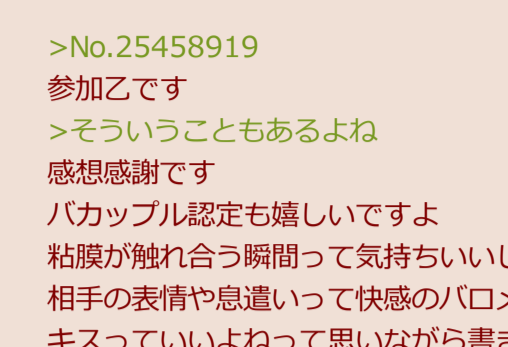 >No.25458919
参加乙です
>そういうこともあるよね
感想感謝です
バカップル認定も嬉しいですよ
粘膜が触れ合う瞬間って気持ちいいし
相手の表情や息遣いって快感のバロメ
キスっていいよねって思いながら書き